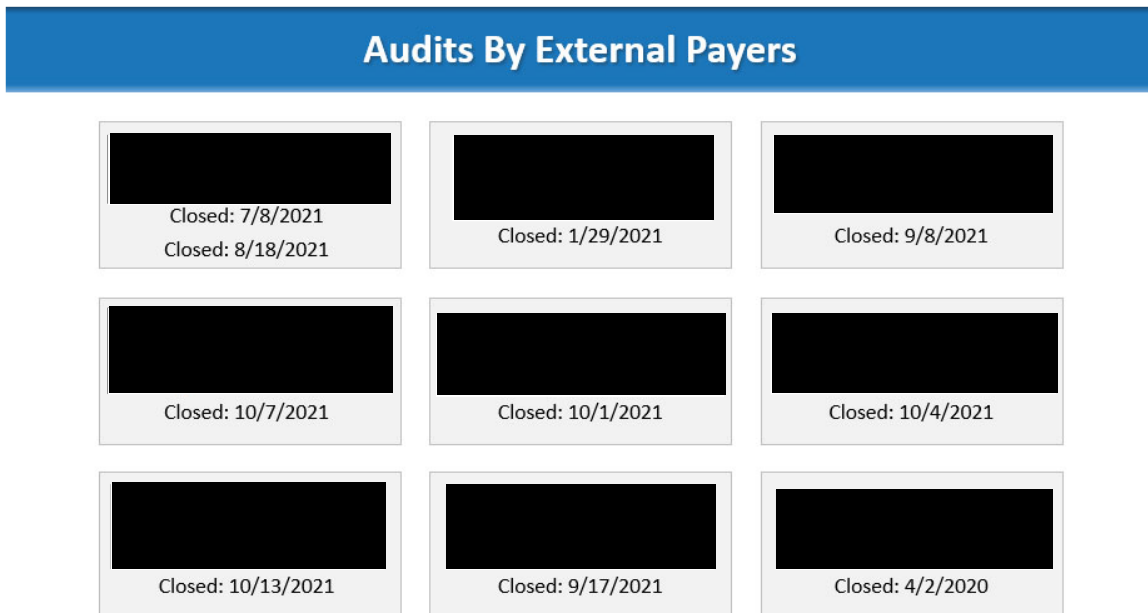 Audits By External Payers
Closed: 7/8/2021
Closed: 8/18/2021
Closed: 1/29/2021
Closed: 9/8/2021
Closed: 10/7/2021
Closed: 10/1/2021
Closed: 10/4/2021
Closed: 10/13/2021
Closed: 9/17/2021
Closed: 4/2/2020